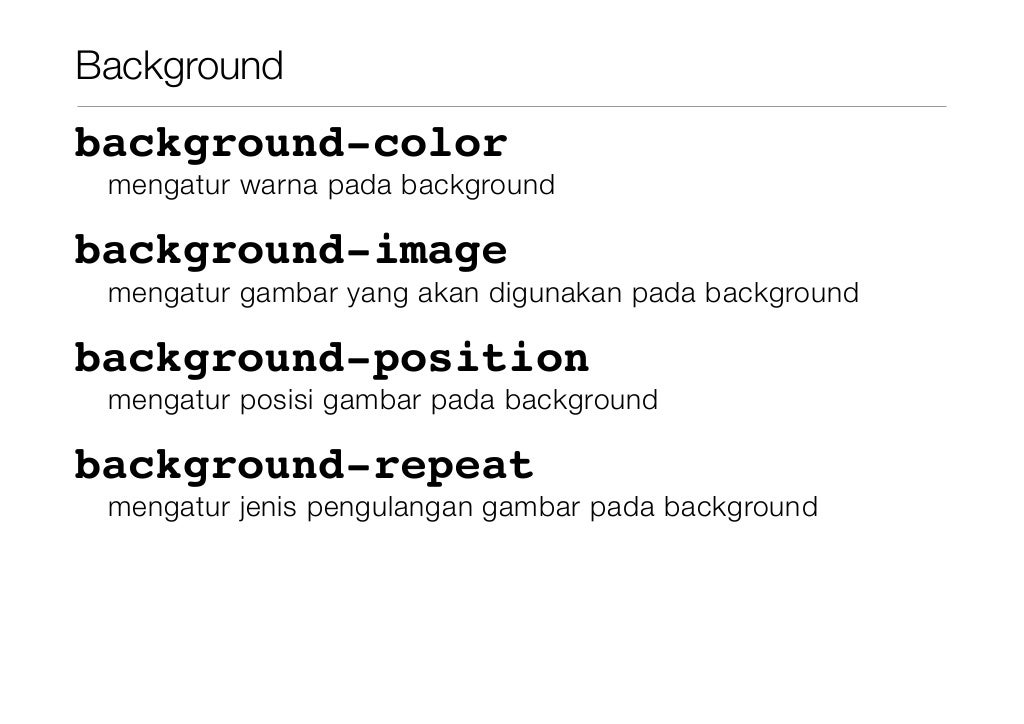 Background
background-color
mengatur warna pada background
background-image
mengatur gambar yang akan digunakan pada background
background-position
mengatur posisi gambar pada background
background-repeat
mengatur jenis pengulangan gambar pada background